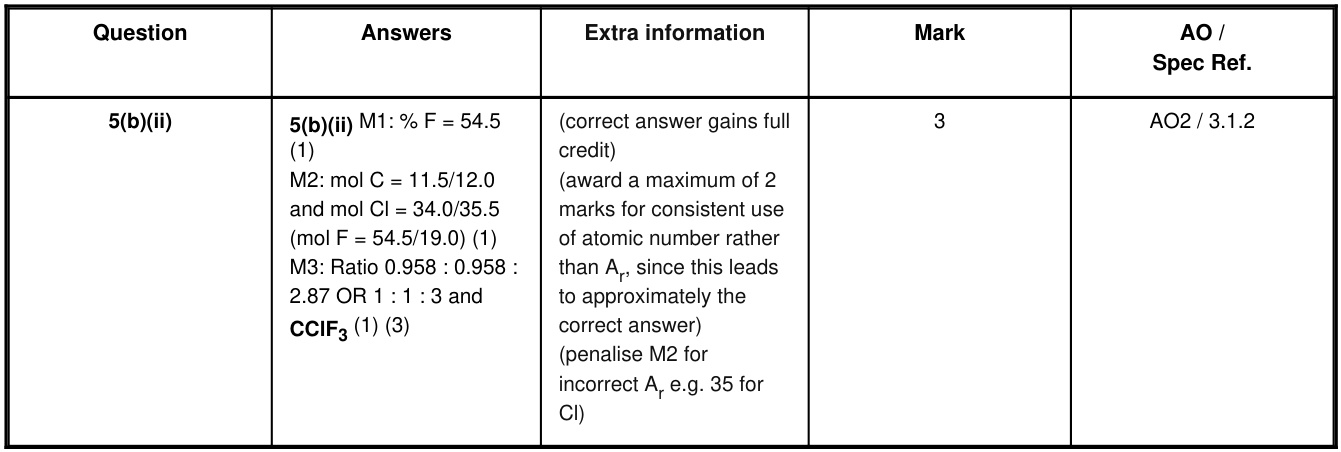 Question Answers Extra information Mark AO /
Spec Ref.
5(b)(ii)
5(b)(ii) M1: % F = 54.5
(1)
M2: mol C = 11.5/12.0
and mol Cl = 34.0/35.5
(mol F = 54.5/19.0) (1)
M3: Ratio 0.958 : 0.958 :
2.87 OR 1 : 1 : 3 and
CClF3 (1) (3)
(correct answer gains full
credit)
(award a maximum of 2
marks for consistent use
of atomic number rather
than Ar, since this leads
to approximately the
correct answer)
(penalise M2 for
incorrect Ar e.g. 35 for
Cl)
3
AO2 / 3.1.2